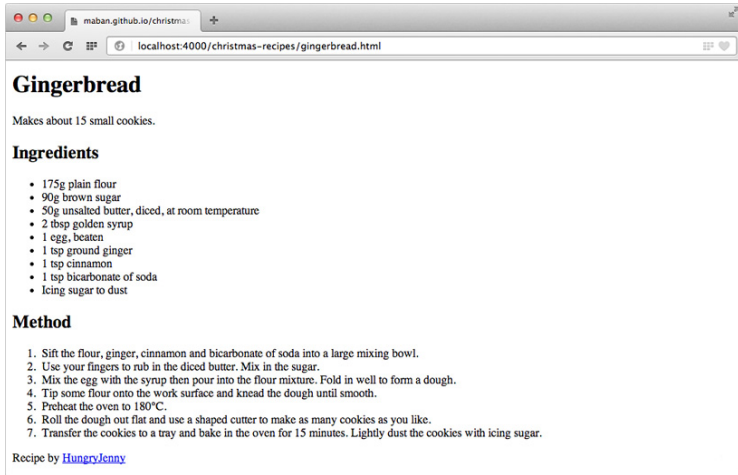 maban.github.io/christmas
localhost:4000/christmas-recipes/gingerbread.html
Gingerbread
Makes about 15 small cookies.
Ingredients
• 175g plain flour
• 90g brown sugar
• 50g unsalted butter, diced, at room temperature
• 2 tbsp golden syrup
• 1 egg, beaten
• 1 tsp ground ginger
• 1 tsp cinnamon
• 1 tsp bicarbonate of soda
• Icing sugar to dust
Method
1. Sift the flour, ginger, cinnamon and bicarbonate of soda into a large mixing bowl.
2. Use your fingers to rub in the diced butter. Mix in the sugar.
3. Mix the egg with the syrup then pour into the flour mixture. Fold in well to form a dough.
4. Tip some flour onto the work surface and knead the dough until smooth.
5. Preheat the oven to 180°C.
6. Roll the dough out flat and use a shaped cutter to make as many cookies as you like.
7. Transfer the cookies to a tray and bake in the oven for 15 minutes. Lightly dust the cookies with icing sugar.
Recipe by HungryJenny